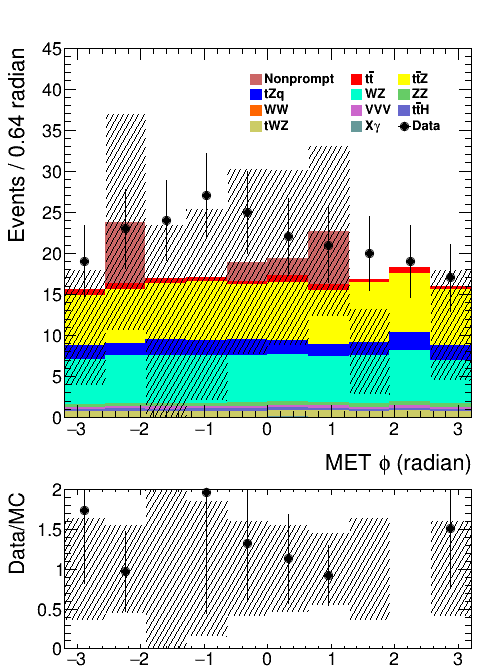 45
40
35
30
25
20
15
10
5
0
Events / 0.64 radian
Nonprompt tt̄ tt̄Z
tZq WZ ZZ
WW VVV tt̄H
tWZ Xγ Data
−3 −2 −1 0 1 2 3
MET ϕ (radian)
2
1.5
1
0.5
0
Data/MC
−3 −2 −1 0 1 2 3